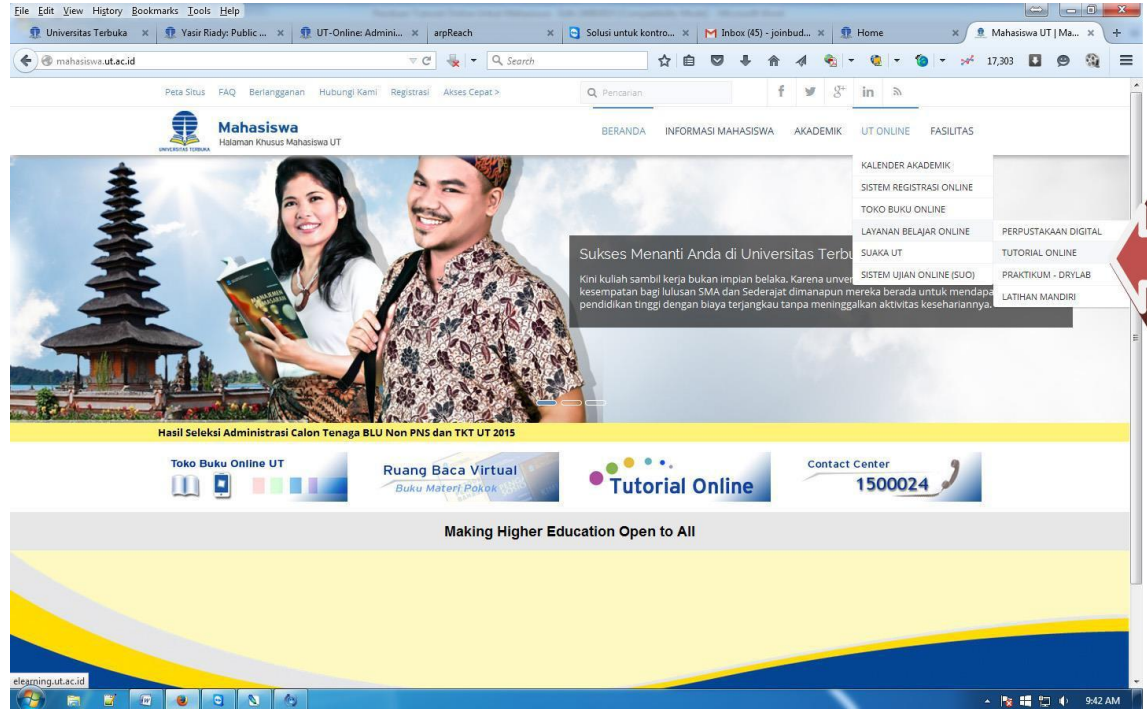 File Edit View History Bookmarks Tools Help
Universitas Terbuka × Yasir Riady: Public ... × UT-Online: Admini... × arpReach × Solusi untuk kontro... × Inbox (45) - joinbud... × Home × Mahasiswa UT | Ma... × +
mahasiswa.ut.ac.id Search 17,303
Peta Situs FAQ Berlangganan Hubungi Kami Registrasi Akses Cepat > Pencarian
Mahasiswa
Halaman Khusus Mahasiswa UT
UNIVERSITAS TERBUKA
BERANDA INFORMASI MAHASISWA AKADEMIK UT ONLINE FASILITAS
KALENDER AKADEMIK
SISTEM REGISTRASI ONLINE
TOKO BUKU ONLINE
LAYANAN BELAJAR ONLINE PERPUSTAKAAN DIGITAL
SUAKA UT TUTORIAL ONLINE
SISTEM UJIAN ONLINE (SUO) PRAKTIKUM - DRYLAB
LATIHAN MANDIRI
MANAJEMEN
PEMASARAN
Sukses Menanti Anda di Universitas Terbu
Kini kuliah sambil kerja bukan impian belaka. Karena univer
kesempatan bagi lulusan SMA dan Sederajat dimanapun mereka berada untuk mendapa
pendidikan tinggi dengan biaya terjangkau tanpa meninggalkan aktivitas kesehariannya.
Hasil Seleksi Administrasi Calon Tenaga BLU Non PNS dan TKT UT 2015
Toko Buku Online UT
Ruang Baca Virtual
Buku Materi Pokok
Tutorial Online
Contact Center
1500024
Making Higher Education Open to All
elearning.ut.ac.id
9:42 AM